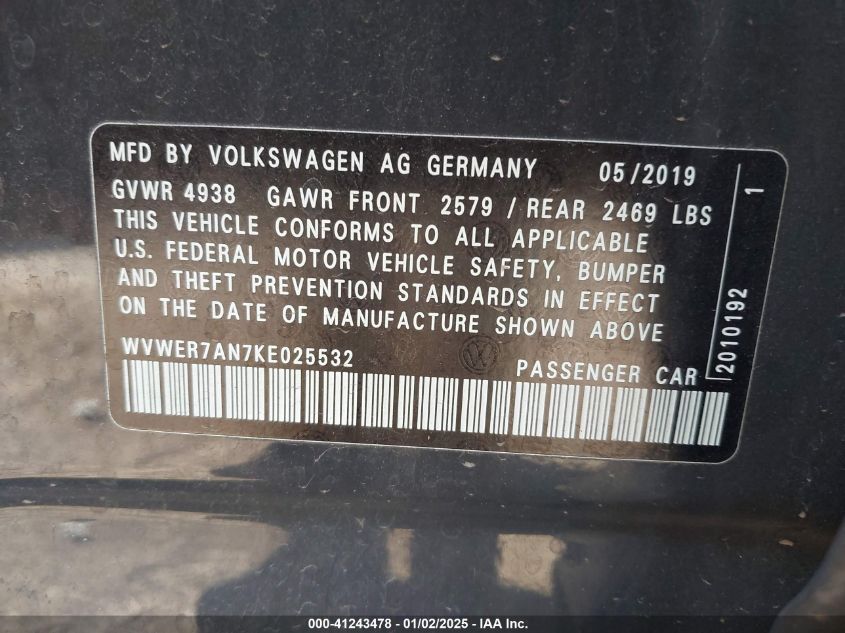 MFD BY VOLKSWAGEN AG GERMANY 05/2019
GVWR 4938 GAWR FRONT 2579 / REAR 2469 LBS
THIS VEHICLE CONFORMS TO ALL APPLICABLE
U.S. FEDERAL MOTOR VEHICLE SAFETY, BUMPER
AND THEFT PREVENTION STANDARDS IN EFFECT
ON THE DATE OF MANUFACTURE SHOWN ABOVE
WVWER7AN7KE025532 PASSENGER CAR
2010192 1
000-41243478 - 01/02/2025 - IAA Inc.